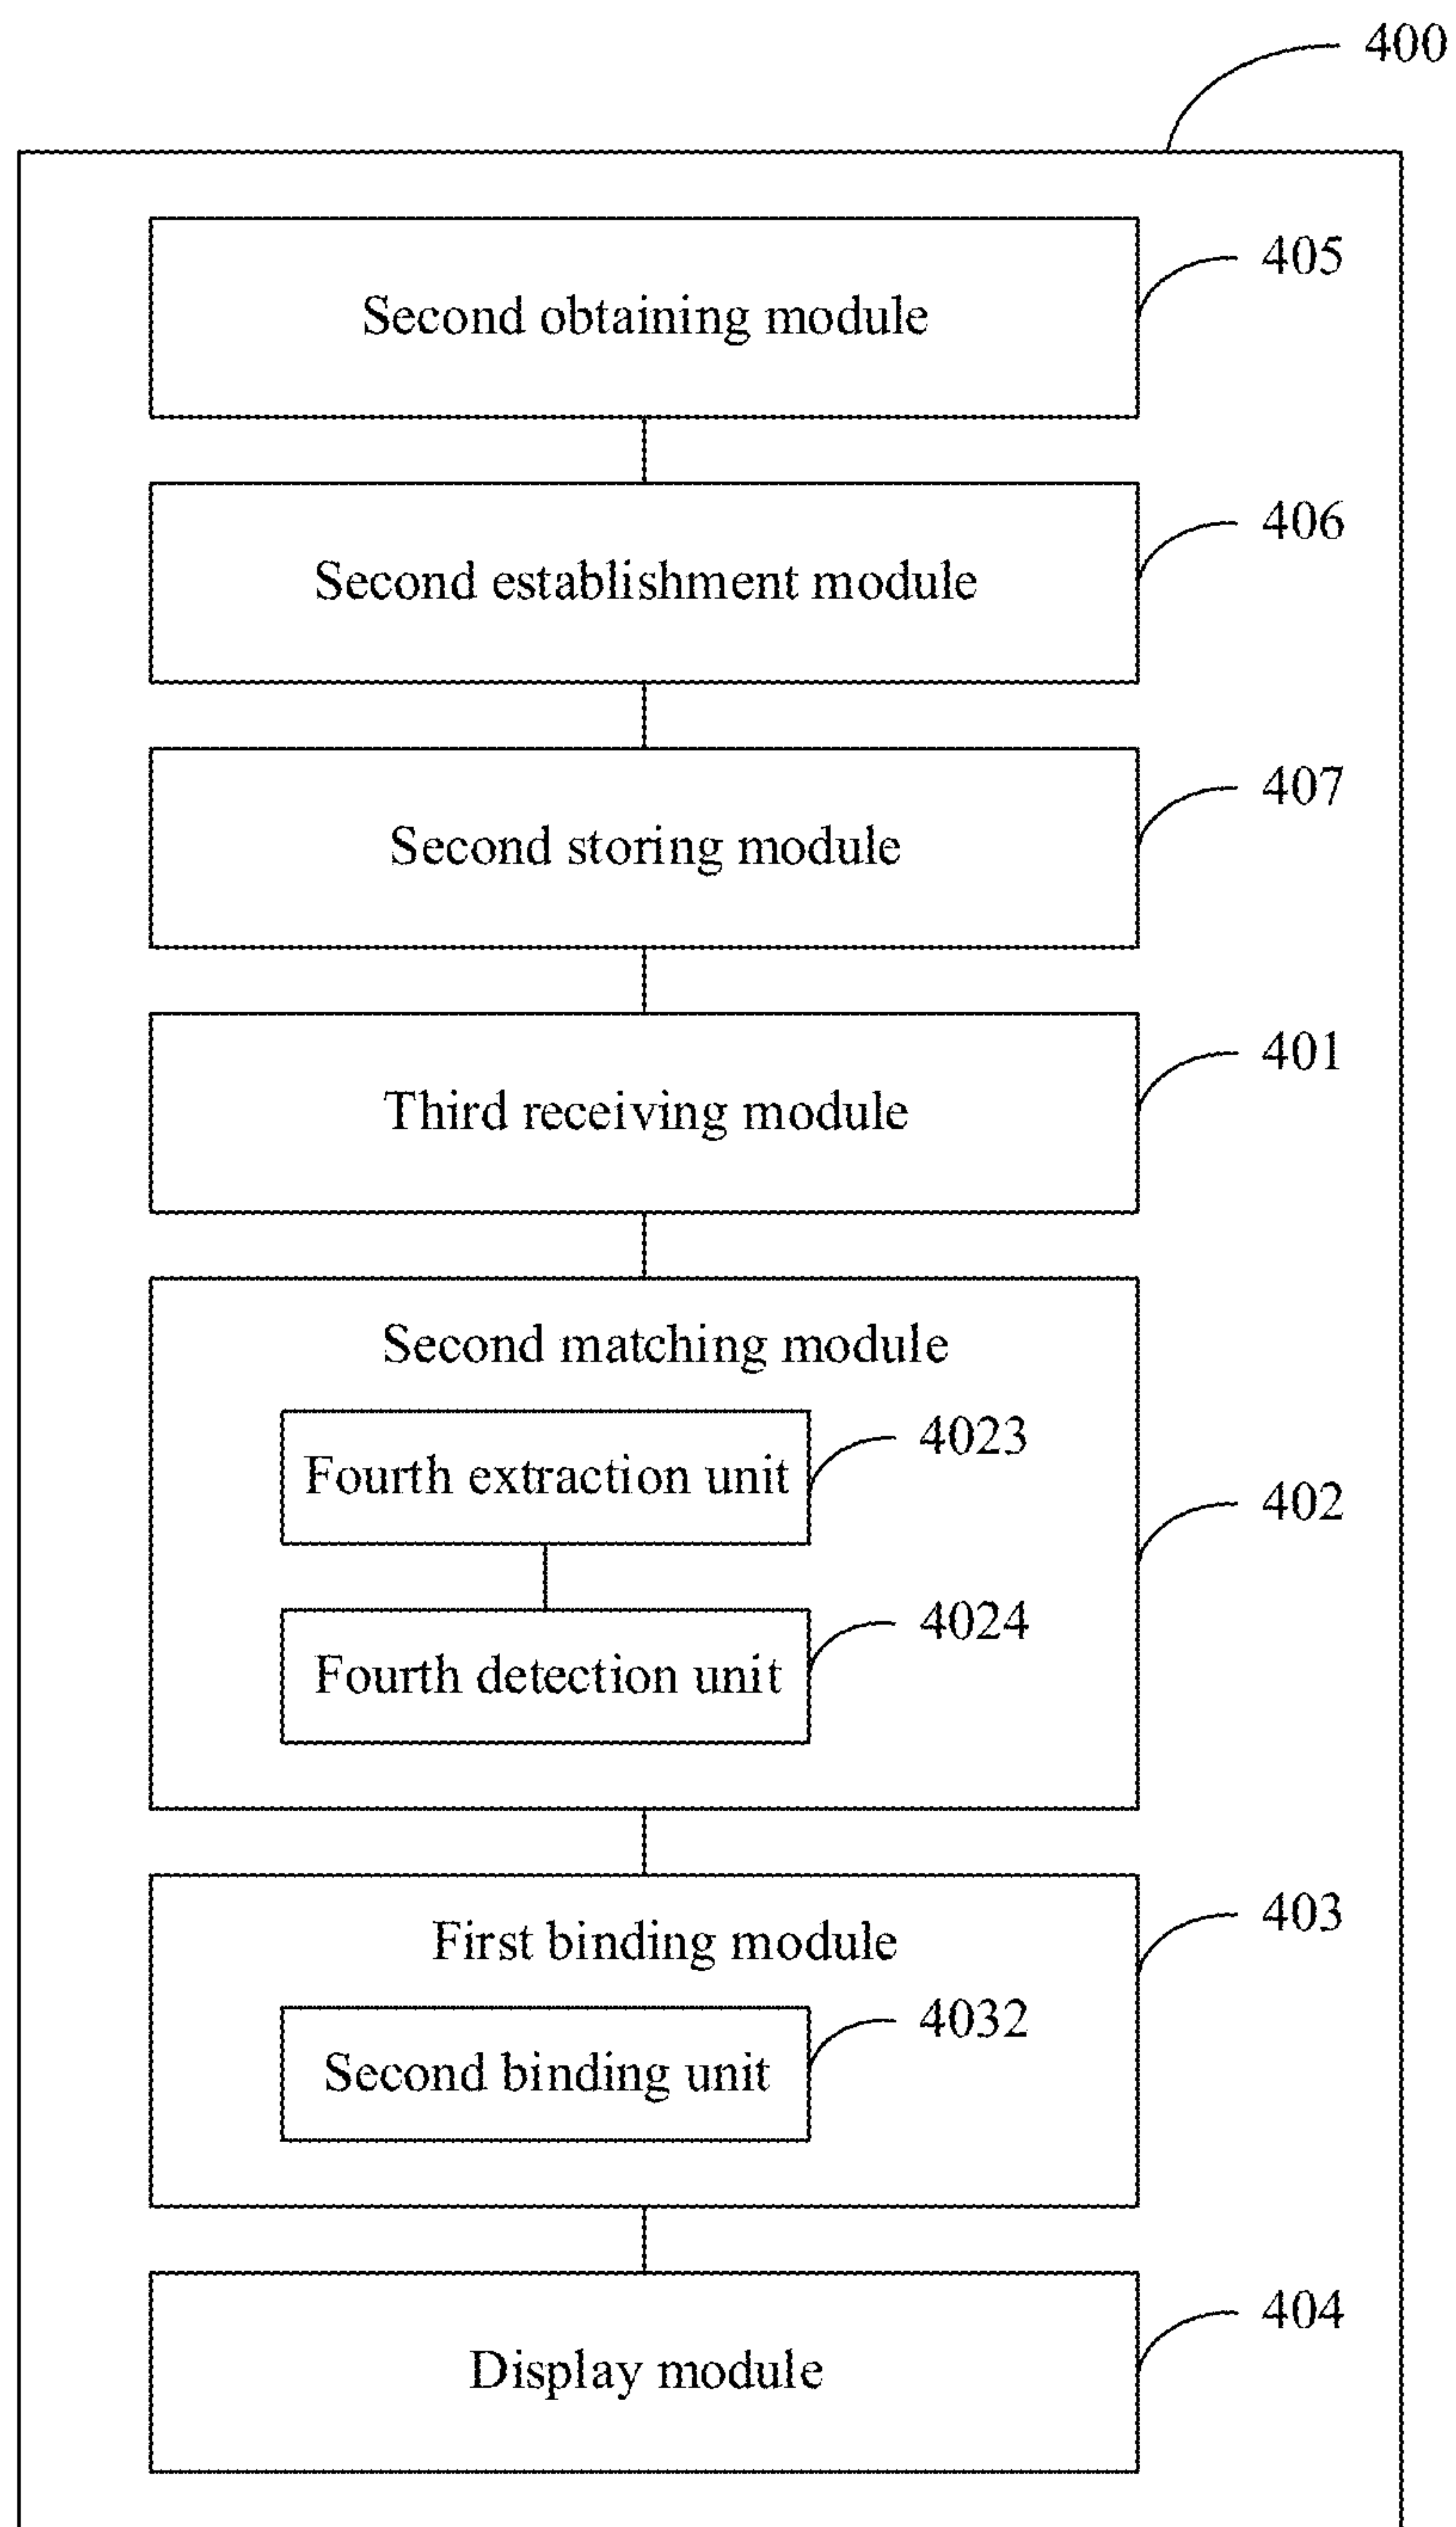 400
Second obtaining module
405
Second establishment module
406
Second storing module
407
Third receiving module
401
Second matching module
Fourth extraction unit
4023
402
Fourth detection unit
4024
First binding module
403
Second binding unit
4032
Display module
404